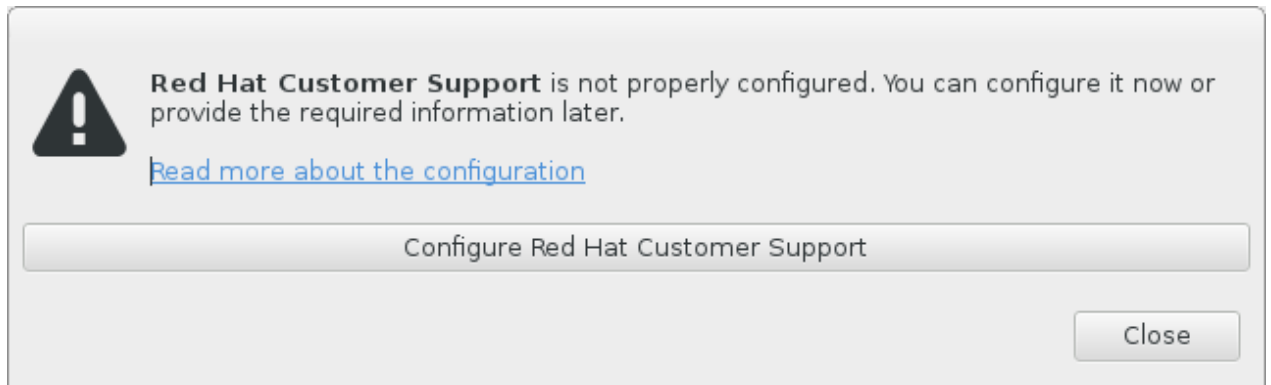 Red Hat Customer Support is not properly configured. You can configure it now or
provide the required information later.
Read more about the configuration
Configure Red Hat Customer Support
Close